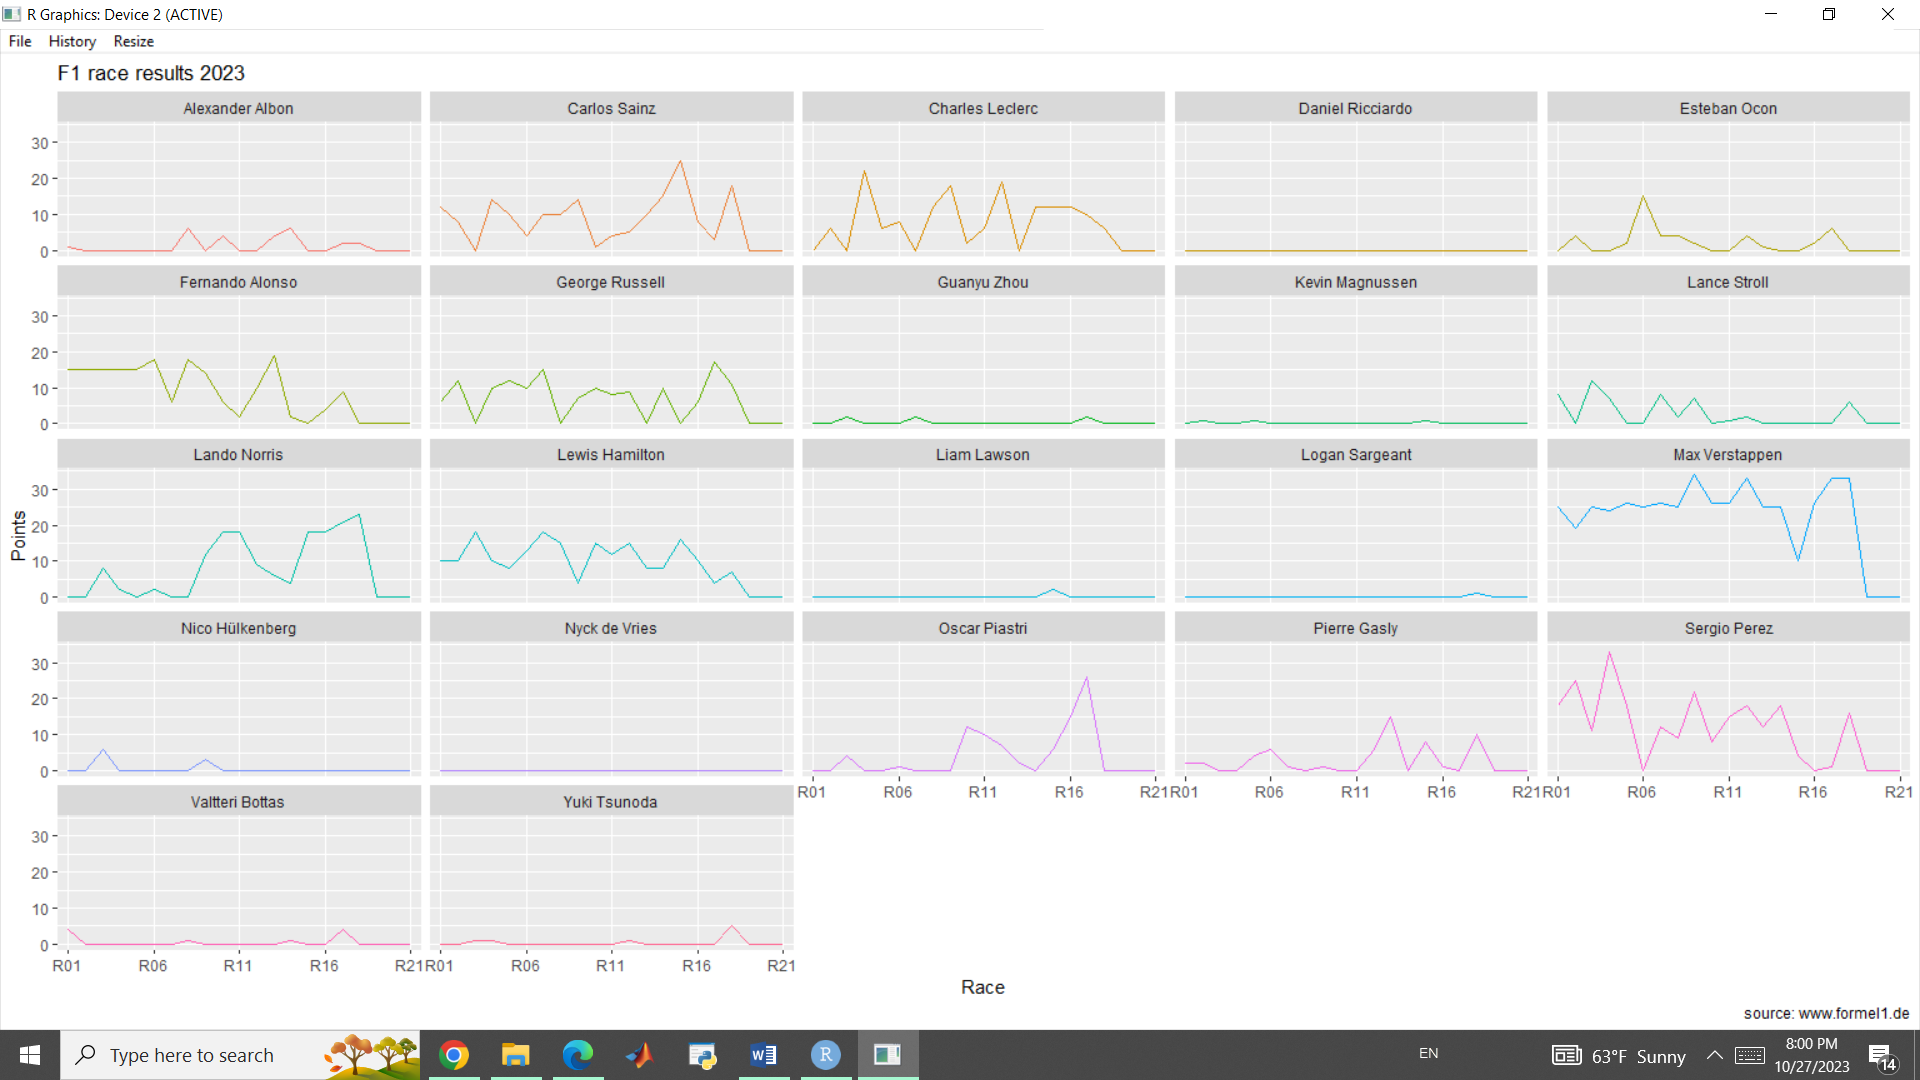 R Graphics: Device 2 (ACTIVE)
File History Resize
F1 race results 2023
Alexander Albon Carlos Sainz Charles Leclerc Daniel Ricciardo Esteban Ocon
30
20
10
0
Fernando Alonso George Russell Guanyu Zhou Kevin Magnussen Lance Stroll
30
20
10
0
Lando Norris Lewis Hamilton Liam Lawson Logan Sargeant Max Verstappen
30
20
10
0
Points
Nico Hülkenberg Nyck de Vries Oscar Piastri Pierre Gasly Sergio Perez
30
20
10
0
R01 R06 R11 R16 R21 R01 R06 R11 R16 R21 R01 R06 R11 R16 R21
Valtteri Bottas Yuki Tsunoda
30
20
10
0
R01 R06 R11 R16 R21 R01 R06 R11 R16 R21
Race
source: www.formel1.de
Type here to search
W
R
EN
63°F Sunny
8:00 PM
10/27/2023
14